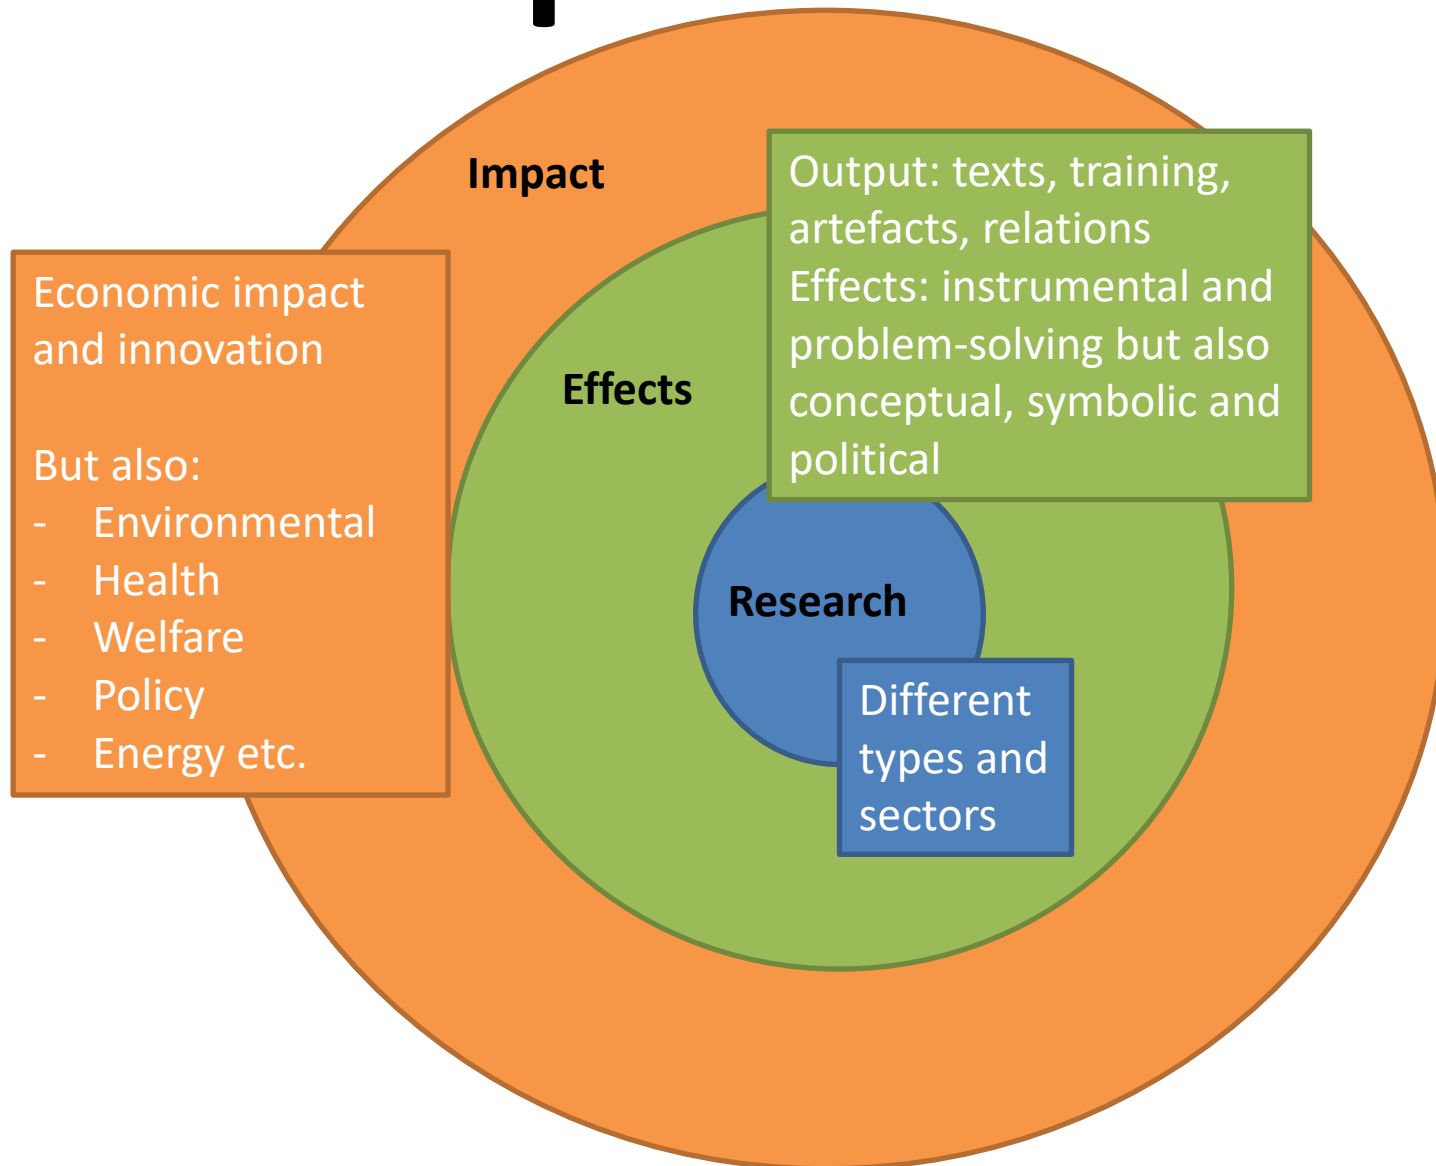 Impact
Output: texts, training,
artefacts, relations
Effects: instrumental and
problem-solving but also
conceptual, symbolic and
political
Economic impact
and innovation
But also:
- Environmental
- Health
- Welfare
- Policy
- Energy etc.
Effects
Research
Different
types and
sectors